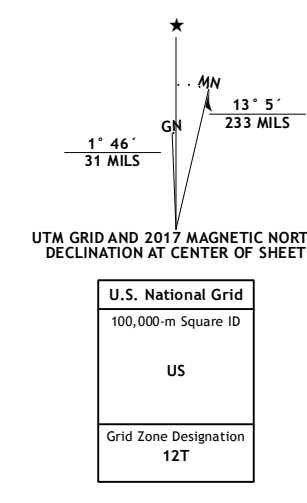 ★
MN
GN
13° 5´
233 MILS
1° 46´
31 MILS
UTM GRID AND 2017 MAGNETIC NORT
DECLINATION AT CENTER OF SHEET
U.S. National Grid
100,000-m Square ID
US
Grid Zone Designation
12T